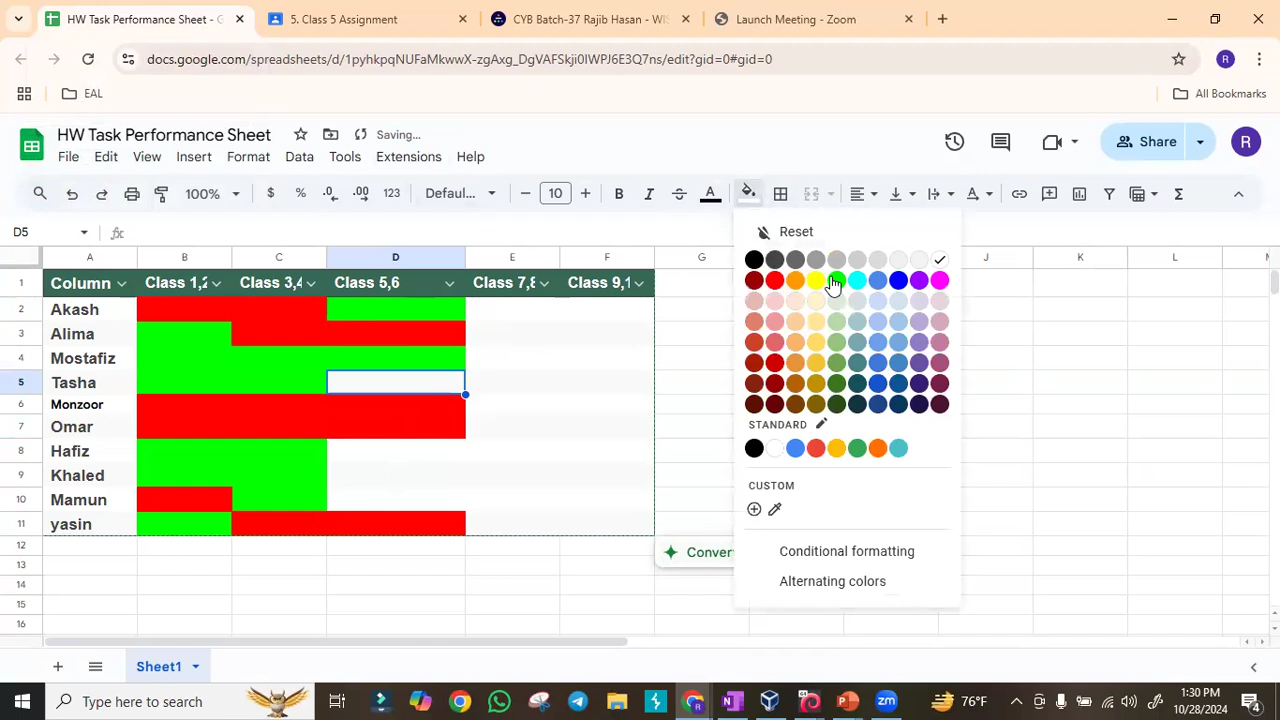 HW Task Performance Sheet - G
5. Class 5 Assignment
CYB Batch-37 Rajib Hasan - WIS
Launch Meeting - Zoom
docs.google.com/spreadsheets/d/1pyhkpqNUFaMkwwX-zgAxg_DgVAFSkji0IWPJ6E3Q7ns/edit?gid=0#gid=0
R
EAL
All Bookmarks
HW Task Performance Sheet
Saving...
Share
R
File Edit View Insert Format Data Tools Extensions Help
100% $ % .0 .00 123 Defaul... 10 B I S A Σ
Reset
D5 fx
A B C D E F G J K L M
1 Column Class 1,2 Class 3,4 Class 5,6 Class 7,8 Class 9,1
2 Akash
3 Alima
4 Mostafiz
5 Tasha
6 Monzoor
7 Omar
8 Hafiz
9 Khaled
10 Mamun
11 yasin
12
13
14
15
16
STANDARD
CUSTOM
Conver
Conditional formatting
Alternating colors
Sheet1
Type here to search
zm
76°F
1:30 PM
10/28/2024
4